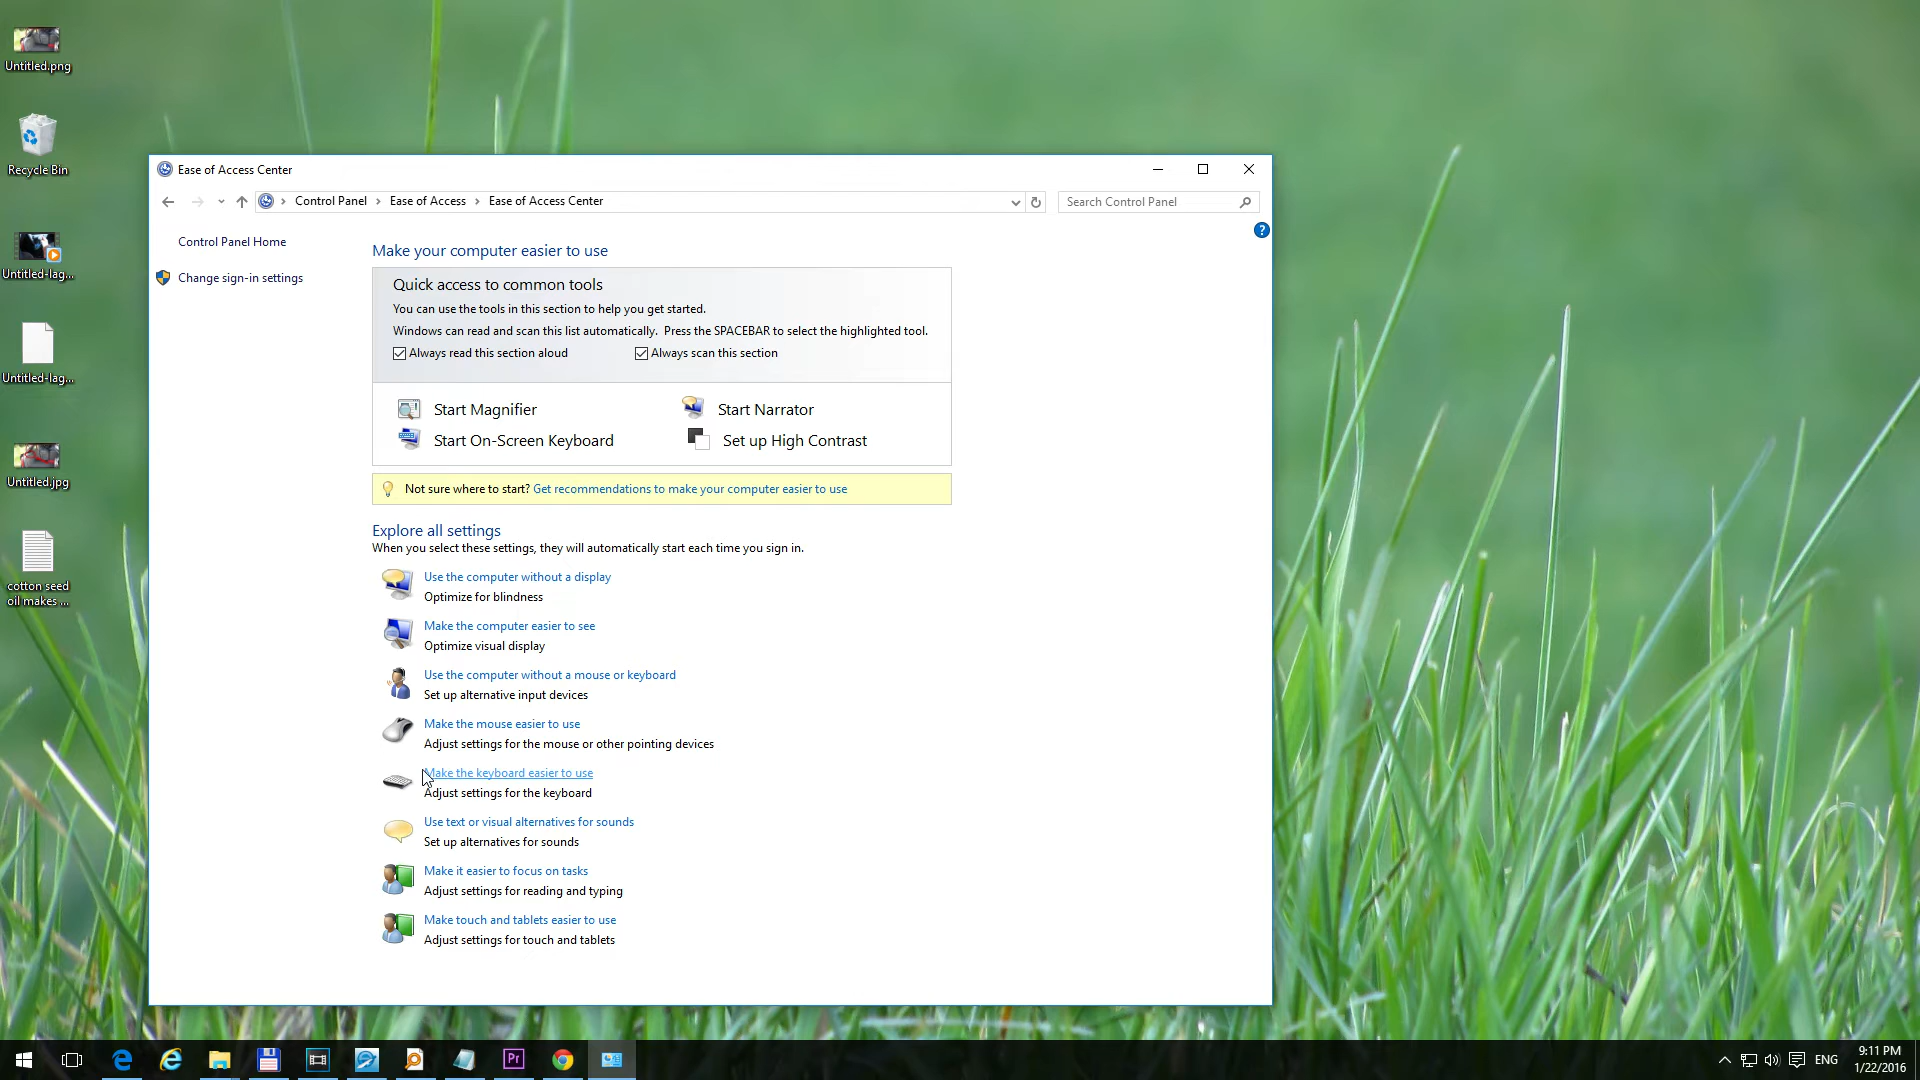 Untitled.png
Recycle Bin
Untitled-lag...
Untitled-lag...
Untitled.jpg
cotton seed
oil makes ...
Ease of Access Center
Control Panel
Ease of Access
Ease of Access Center
Search Control Panel
?
Control Panel Home
Change sign-in settings
Make your computer easier to use
Quick access to common tools
You can use the tools in this section to help you get started.
Windows can read and scan this list automatically. Press the SPACEBAR to select the highlighted tool.
Always read this section aloud
Always scan this section
Start Magnifier
Start Narrator
Start On-Screen Keyboard
Set up High Contrast
Not sure where to start? Get recommendations to make your computer easier to use
Explore all settings
When you select these settings, they will automatically start each time you sign in.
Use the computer without a display
Optimize for blindness
Make the computer easier to see
Optimize visual display
Use the computer without a mouse or keyboard
Set up alternative input devices
Make the mouse easier to use
Adjust settings for the mouse or other pointing devices
Make the keyboard easier to use
Adjust settings for the keyboard
Use text or visual alternatives for sounds
Set up alternatives for sounds
Make it easier to focus on tasks
Adjust settings for reading and typing
Make touch and tablets easier to use
Adjust settings for touch and tablets
Pr
ENG
9:11 PM
1/22/2016